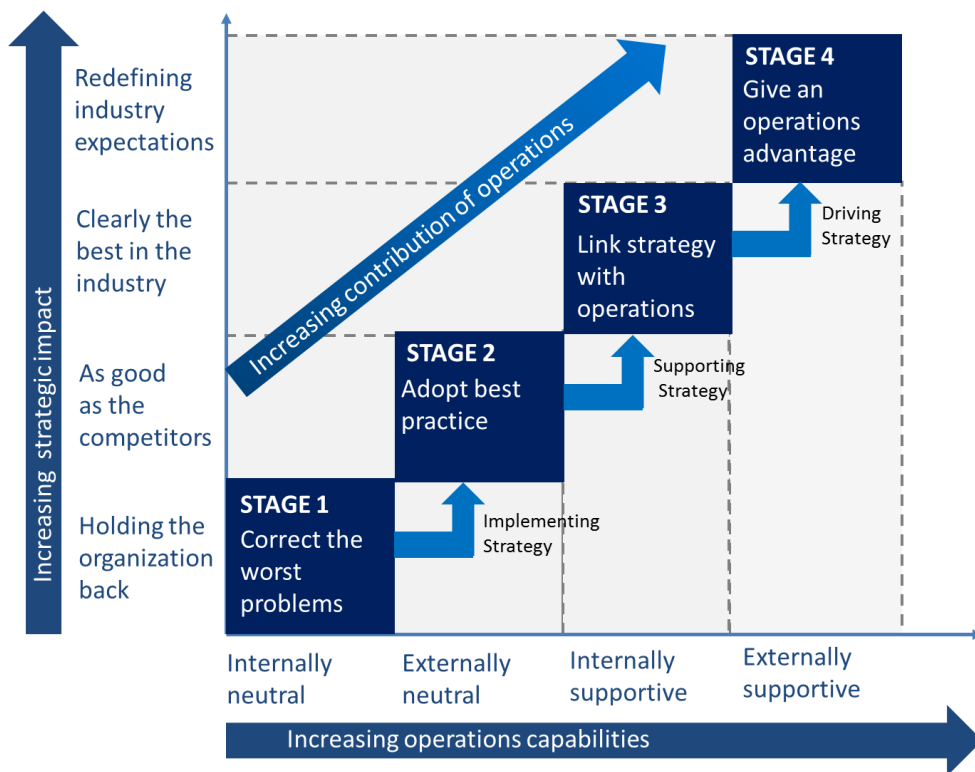 Increasing strategic impact
Redefining
industry
expectations
Clearly the
best in the
industry
As good
as the
competitors
Holding the
organization
back
Increasing contribution of operations
STAGE 4
Give an
operations
advantage
STAGE 3
Link strategy
with
operations
Driving
Strategy
STAGE 2
Adopt best
practice
Supporting
Strategy
STAGE 1
Correct the
worst
problems
Implementing
Strategy
Internally
neutral
Externally
neutral
Internally
supportive
Externally
supportive
Increasing operations capabilities